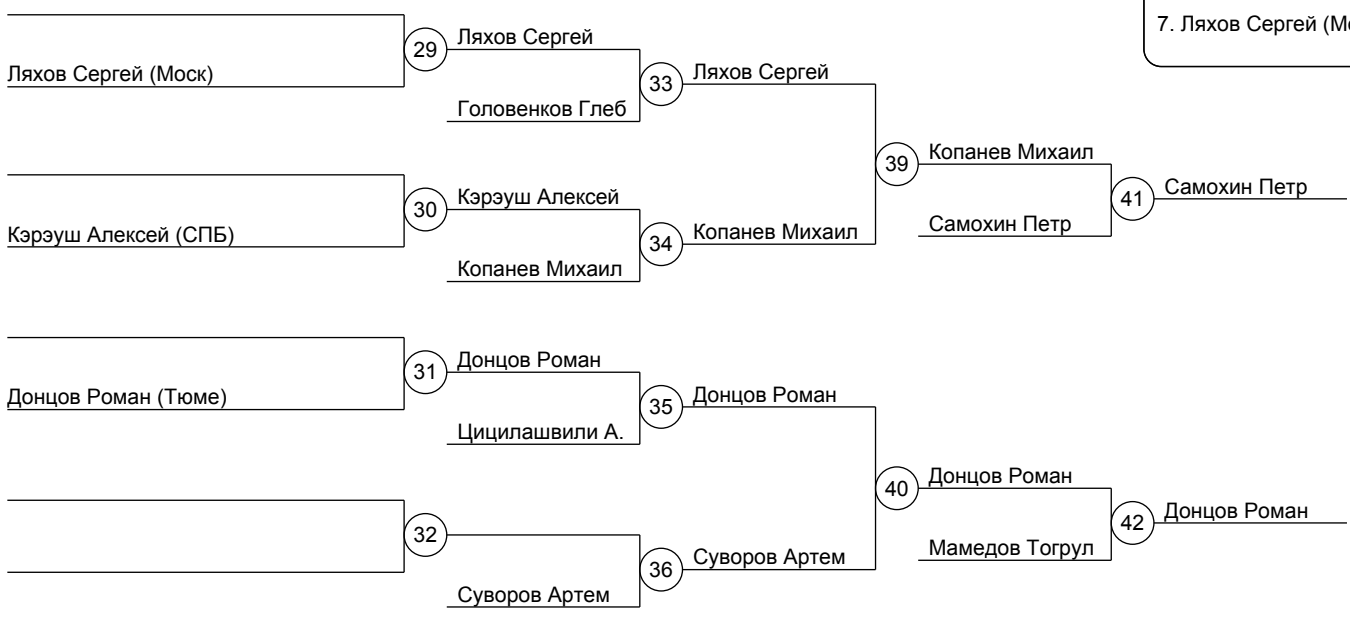 7. Ляхов Сергей (Мо
29
Ляхов Сергей
Ляхов Сергей (Моск)
33
Ляхов Сергей
Головенков Глеб
39
Копанев Михаил
30
Кэрэуш Алексей
41
Самохин Петр
Кэрэуш Алексей (СПБ)
34
Копанев Михаил
Самохин Петр
Копанев Михаил
31
Донцов Роман
Донцов Роман (Тюме)
35
Донцов Роман
Цицилашвили А.
40
Донцов Роман
42
Донцов Роман
32
Мамедов Тогрул
36
Суворов Артем
Суворов Артем